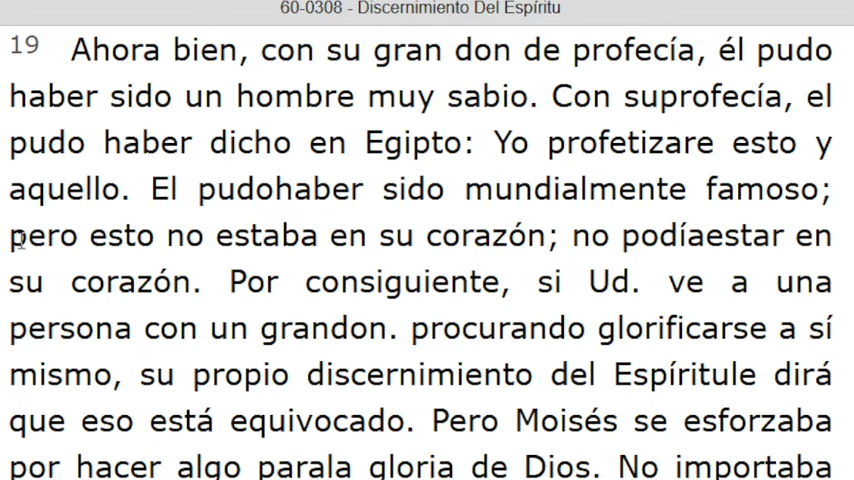 60-0308 - Discernimiento Del Espíritu
19 Ahora bien, con su gran don de profecía, él pudo
haber sido un hombre muy sabio. Con suprofecía, el
pudo haber dicho en Egipto: Yo profetizare esto y
aquello. El pudohaber sido mundialmente famoso;
pero esto no estaba en su corazón; no podíaestar en
su corazón. Por consiguiente, si Ud. ve a una
persona con un grandon. procurando glorificarse a sí
mismo, su propio discernimiento del Espíritule dirá
que eso está equivocado. Pero Moisés se esforzaba
por hacer algo parala gloria de Dios. No importaba